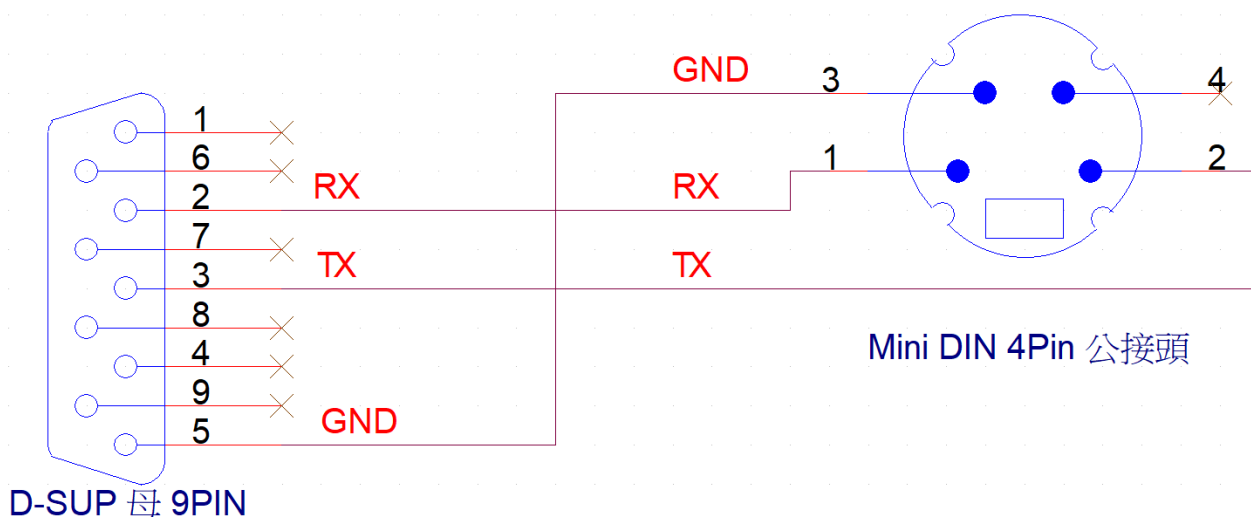 GND
3
4
1
1
6
2
RX
RX
2
7
3
TX
TX
8
Mini DIN 4Pin 公接頭
4
9
5
GND
D-SUP 母 9PIN